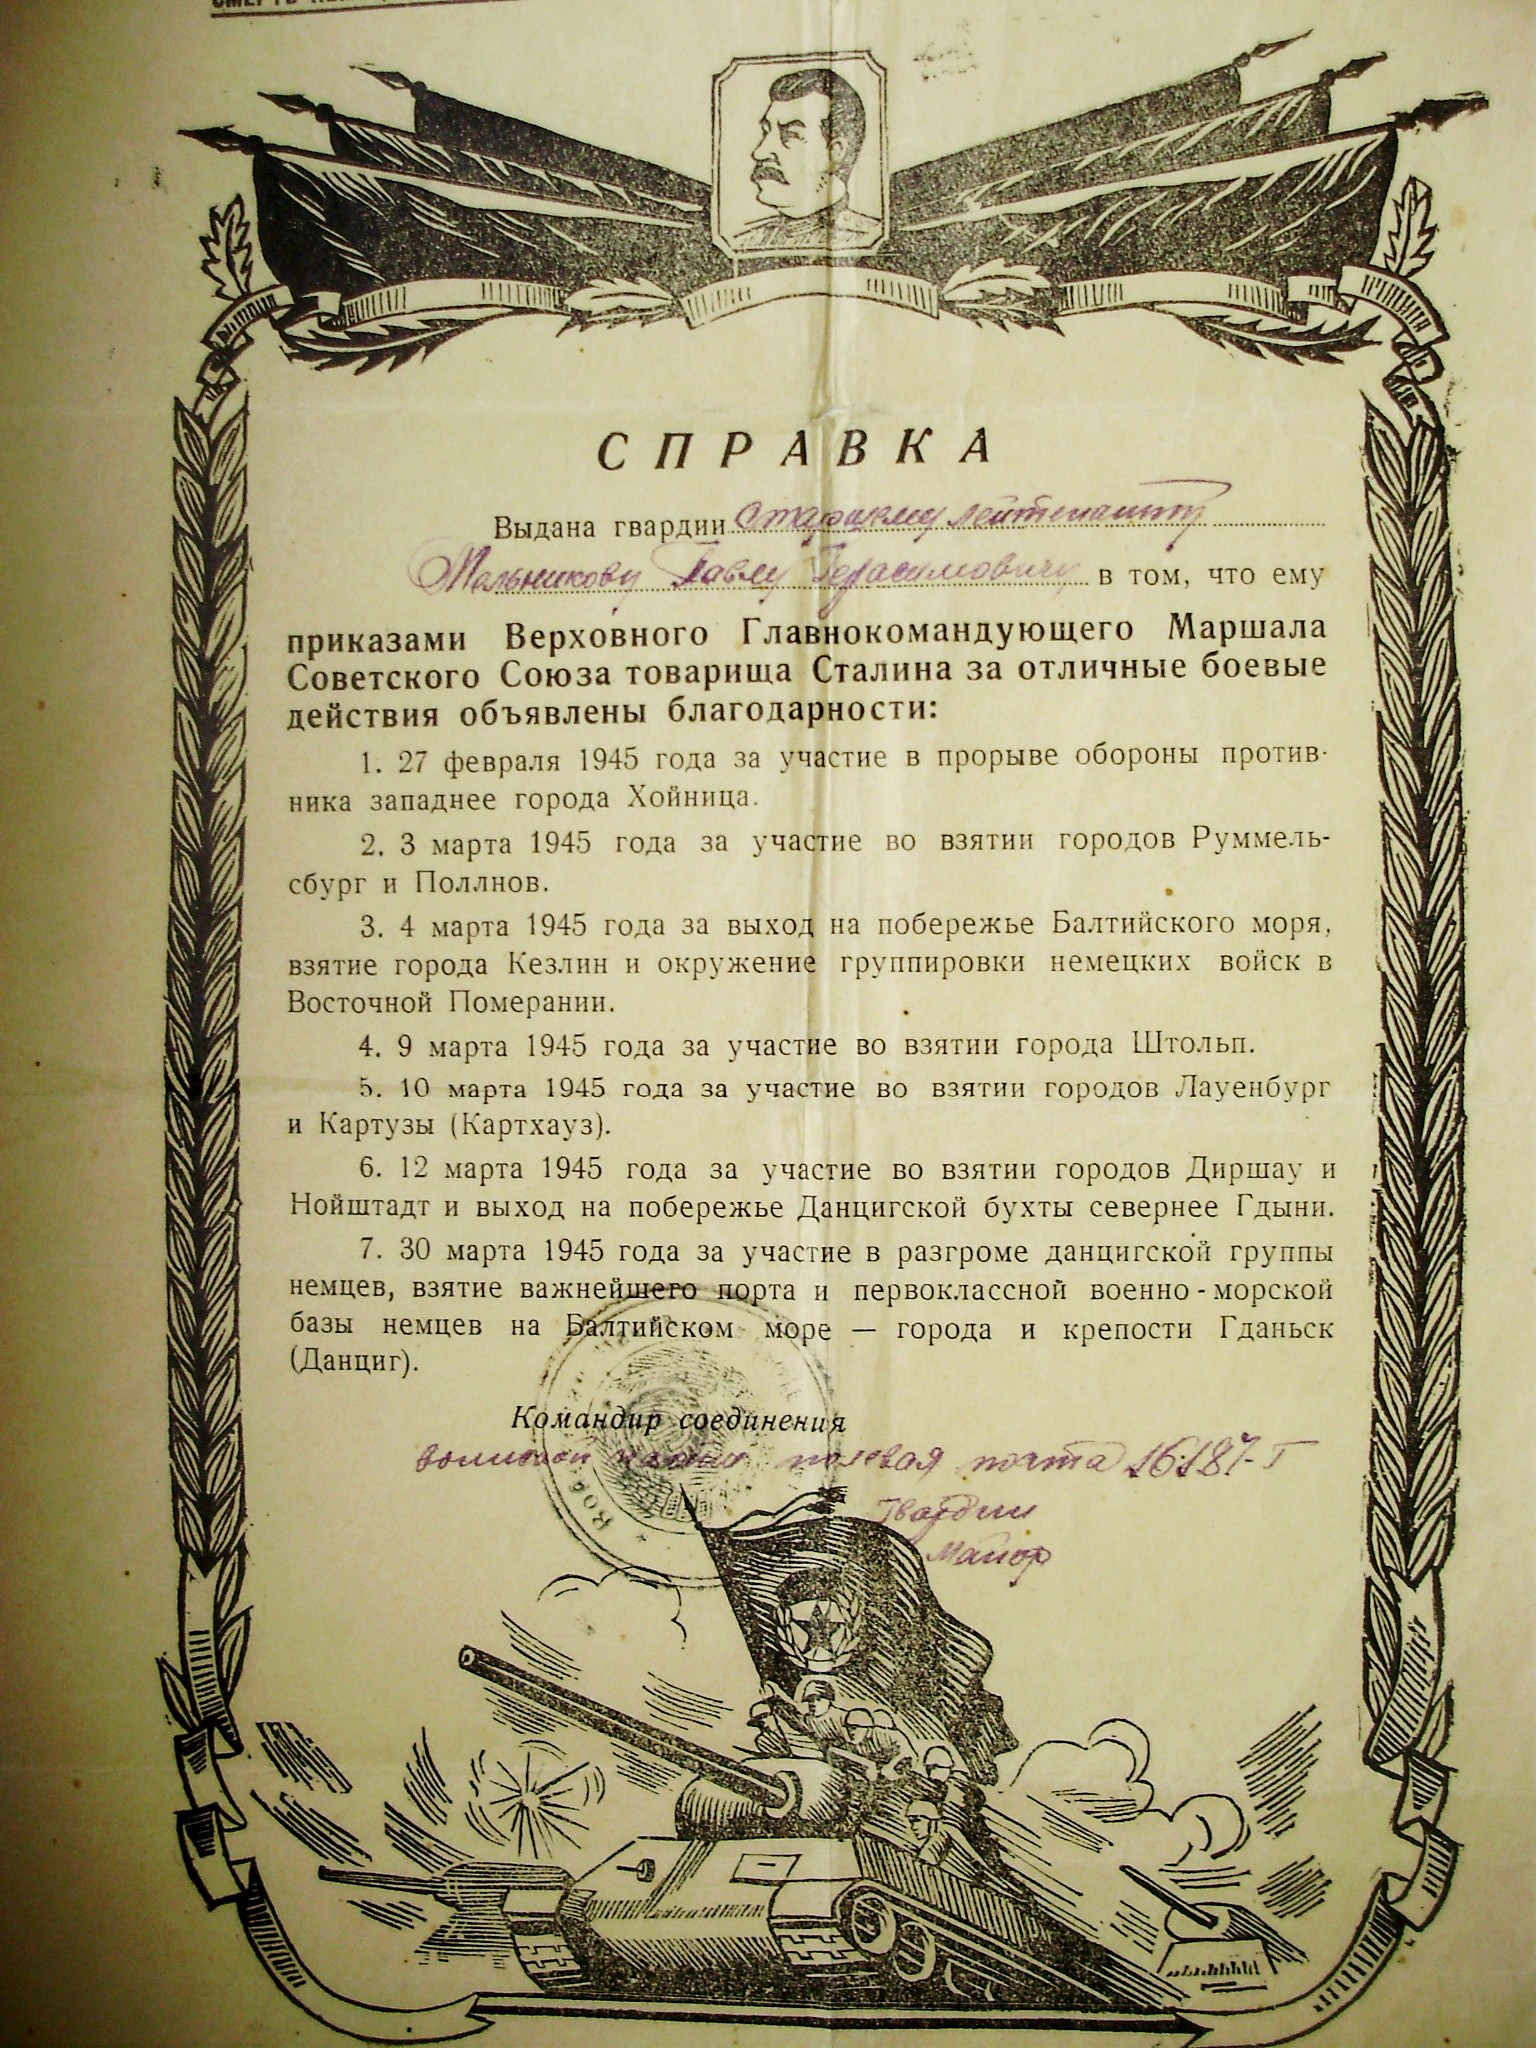 СПРАВКА
Выдана гвардии старшему лейтенанту
Мельникову Павлу Герасимовичу в том, что ему
приказами Верховного Главнокомандующего Маршала
Советского Союза товарища Сталина за отличные боевые
действия объявлены благодарности:
1. 27 февраля 1945 года за участие в прорыве обороны против-
ника западнее города Хойница.
2. 3 марта 1945 года за участие во взятии городов Руммель-
сбург и Поллнов.
3. 4 марта 1945 года за выход на побережье Балтийского моря,
взятие города Кезлин и окружение группировки немецких войск в
Восточной Померании.
4. 9 марта 1945 года за участие во взятии города Штольп.
5. 10 марта 1945 года за участие во взятии городов Лауенбург
и Картузы (Картхауз).
6. 12 марта 1945 года за участие во взятии городов Диршау и
Нойштадт и выход на побережье Данцигской бухты севернее Гдыни.
7. 30 марта 1945 года за участие в разгроме данцигской группы
немцев, взятие важнейшего порта и первоклассной военно-морской
базы немцев на Балтийском море — города и крепости Гданьск
(Данциг).
Командир соединения
войсковой части полевая почта 16187-Г
Гвардии
майор